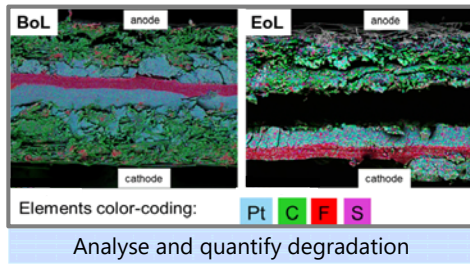 BoL
anode
EoL
anode
cathode
cathode
Elements color-coding: Pt C F S
Analyse and quantify degradation